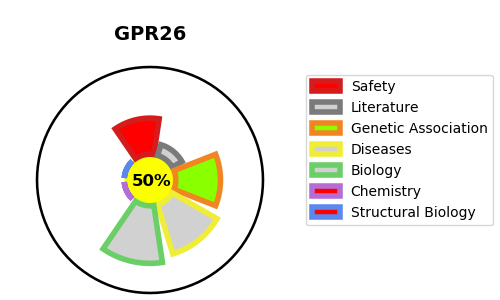 GPR26
50%
Safety
Literature
Genetic Association
Diseases
Biology
Chemistry
Structural Biology